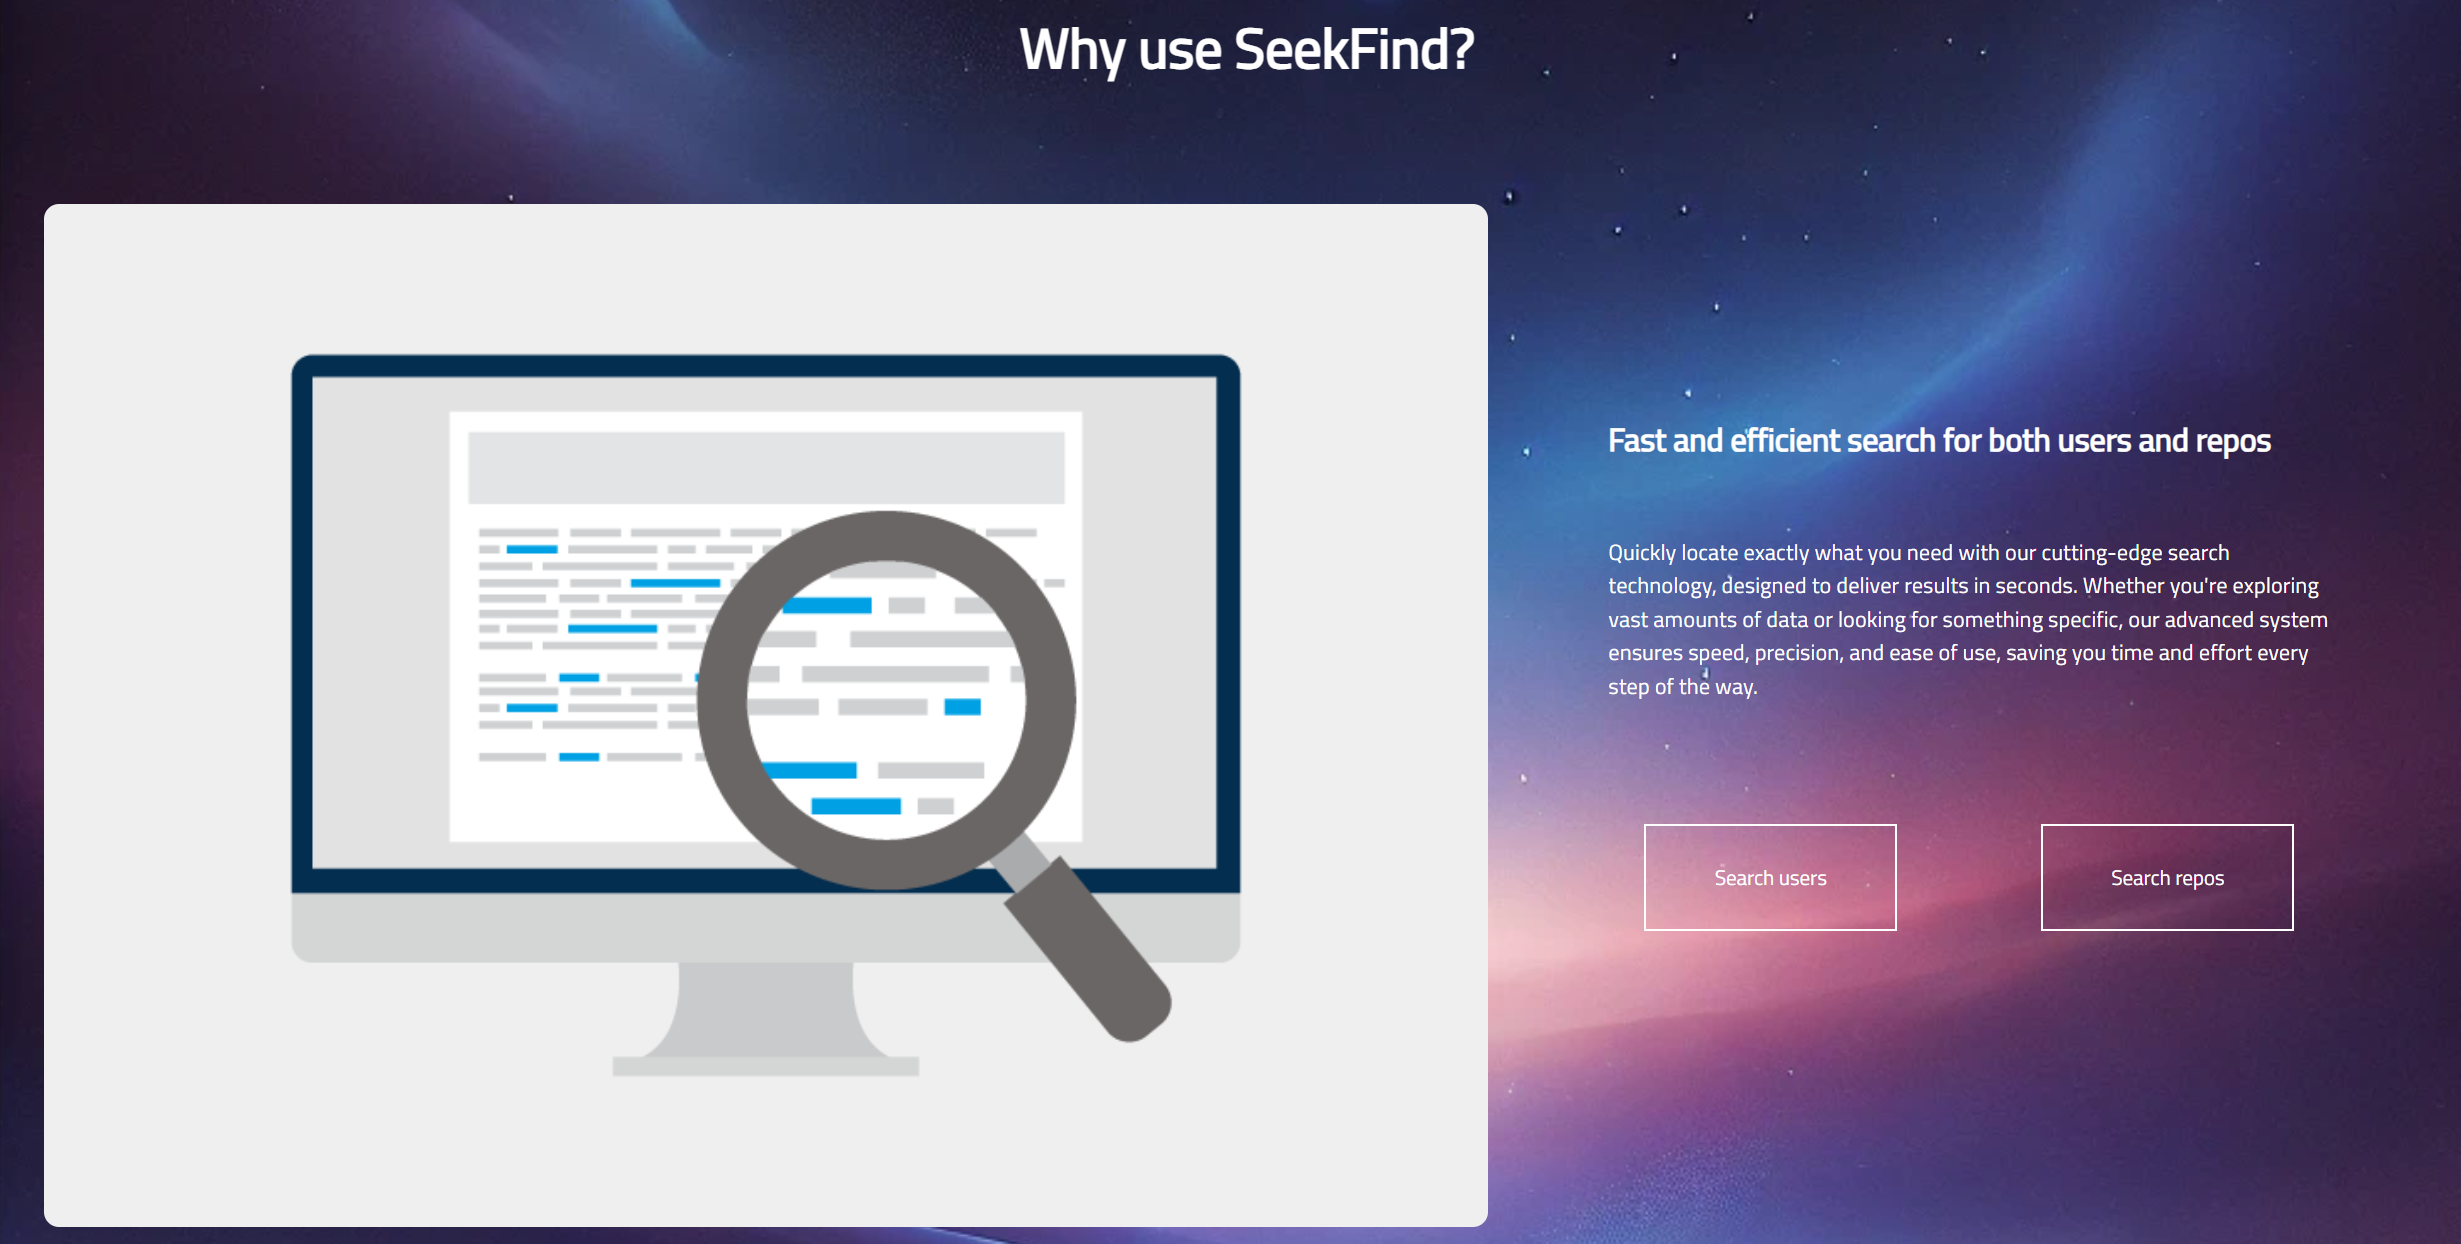 Why use SeekFind?
Fast and efficient search for both users and repos
Quickly locate exactly what you need with our cutting-edge search
technology, designed to deliver results in seconds. Whether you're exploring
vast amounts of data or looking for something specific, our advanced system
ensures speed, precision, and ease of use, saving you time and effort every
step of the way.
Search users
Search repos